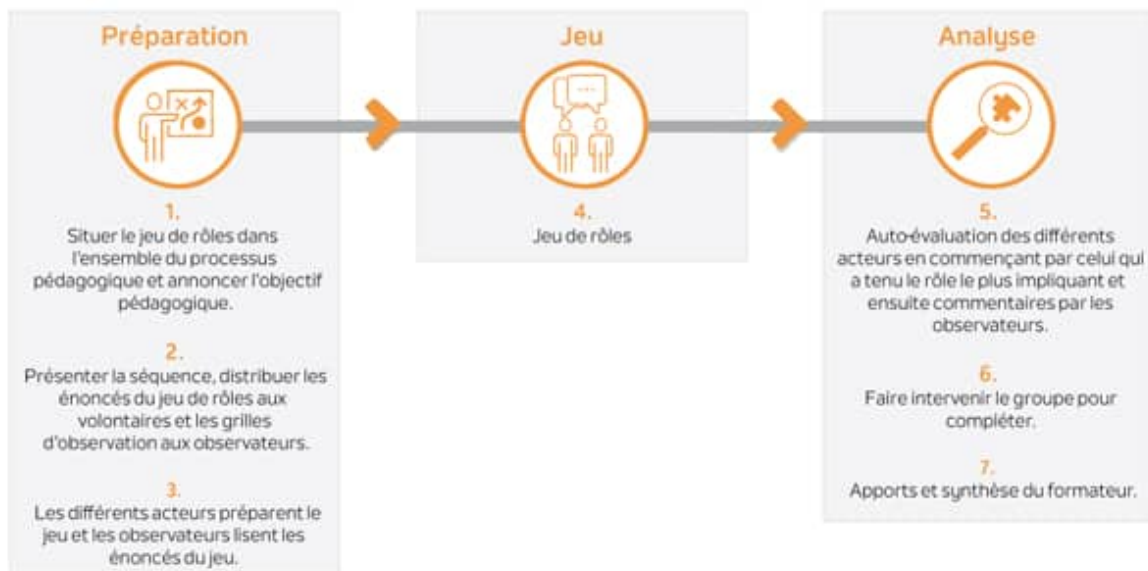 Préparation
1.
Situer le jeu de rôles dans
l'ensemble du processus
pédagogique et annoncer l'objectif
pédagogique.
2.
Présenter la séquence, distribuer les
énoncés du jeu de rôles aux
volontaires et les grilles
d'observation aux observateurs.
3.
Les différents acteurs préparent le
jeu et les observateurs lisent les
énoncés du jeu.
Jeu
4.
Jeu de rôles
Analyse
5.
Auto-évaluation des différents
acteurs en commençant par celui qui
a tenu le rôle le plus impliquant et
ensuite commentaires par les
observateurs.
6.
Faire intervenir le groupe pour
compléter.
7.
Apports et synthèse du formateur.